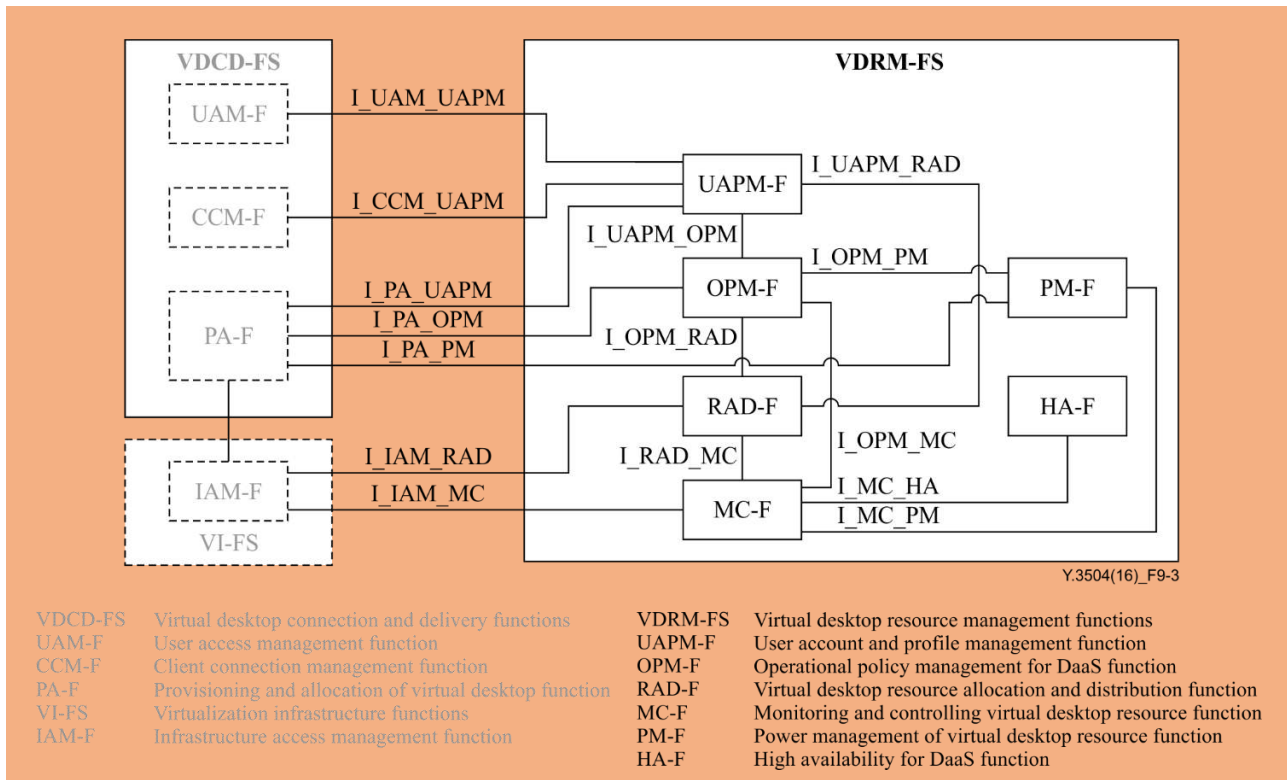 VDCD-FS
VDRM-FS
UAM-F
I_UAM_UAPM
UAPM-F
I_UAPM_RAD
CCM-F
I_CCM_UAPM
I_UAPM_OPM
I_OPM_PM
OPM-F
PM-F
PA-F
I_PA_UAPM
I_PA_OPM
I_PA_PM
I_OPM_RAD
RAD-F
HA-F
I_OPM_MC
I_IAM_RAD
I_RAD_MC
IAM-F
I_IAM_MC
MC-F
I_MC_HA
I_MC_PM
VI-FS
Y.3504(16)_F9-3
VDCD-FS Virtual desktop connection and delivery functions
UAM-F User access management function
CCM-F Client connection management function
PA-F Provisioning and allocation of virtual desktop function
VI-FS Virtualization infrastructure functions
IAM-F Infrastructure access management function
VDRM-FS Virtual desktop resource management functions
UAPM-F User account and profile management function
OPM-F Operational policy management for DaaS function
RAD-F Virtual desktop resource allocation and distribution function
MC-F Monitoring and controlling virtual desktop resource function
PM-F Power management of virtual desktop resource function
HA-F High availability for DaaS function